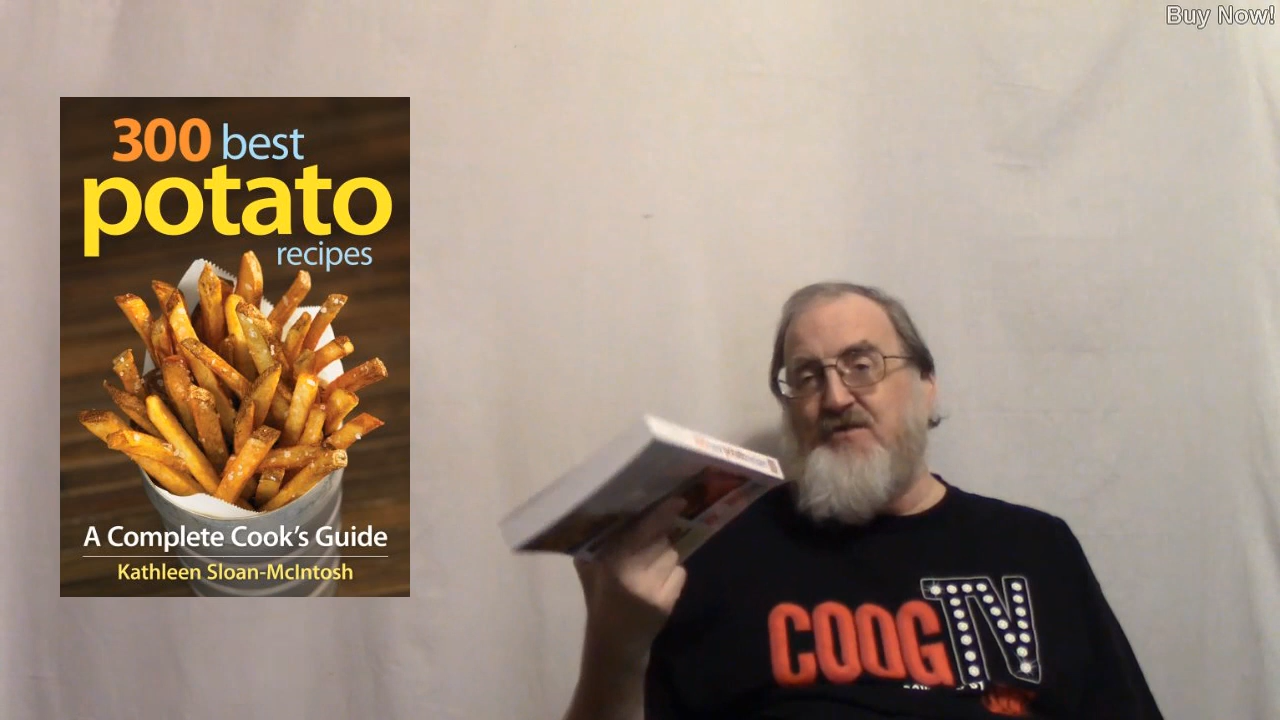 Buy Now!
300 best
potato
recipes
A Complete Cook's Guide
Kathleen Sloan-McIntosh
COOGTV